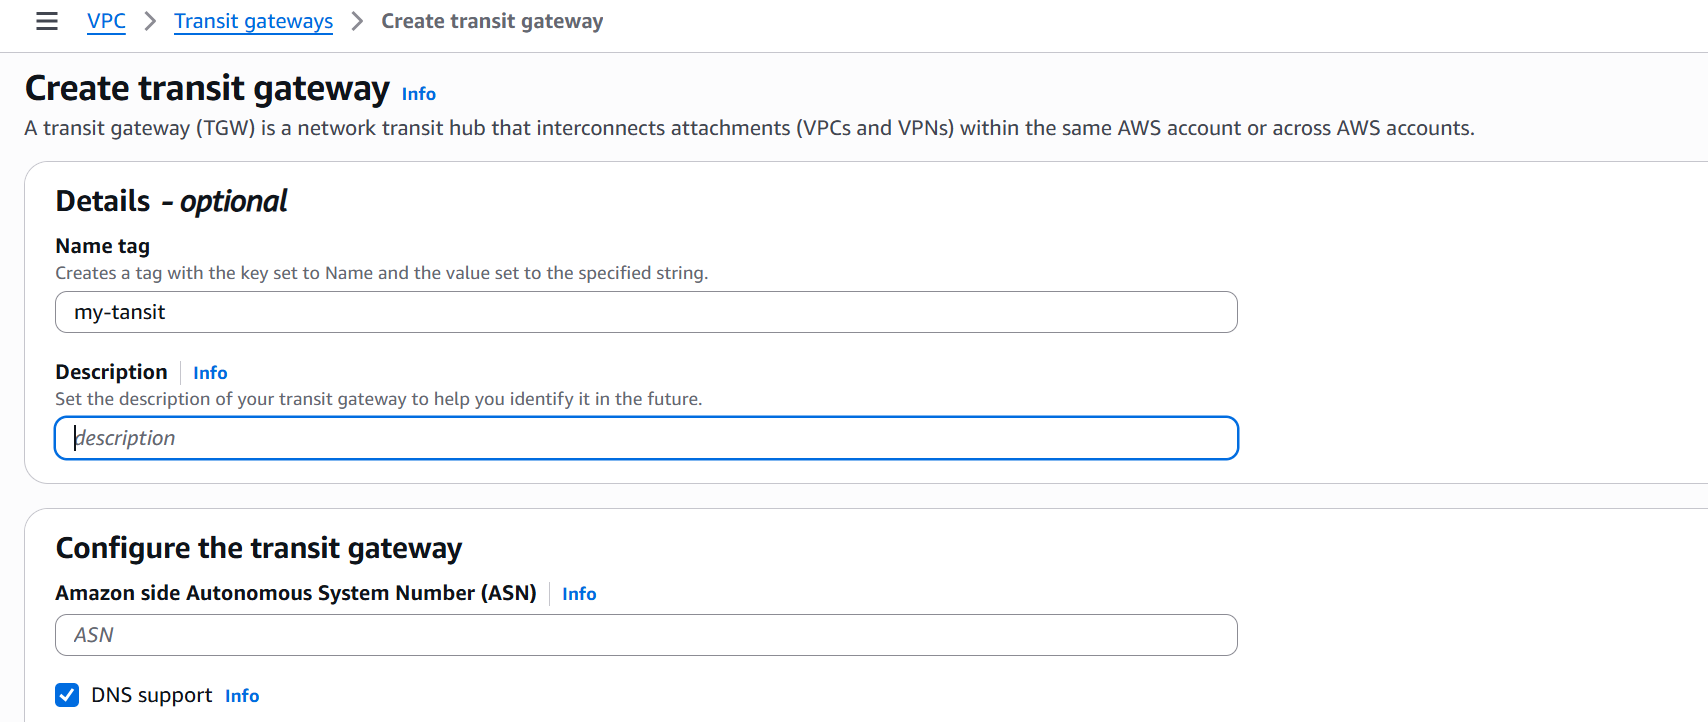 VPC > Transit gateways > Create transit gateway
Create transit gateway Info
A transit gateway (TGW) is a network transit hub that interconnects attachments (VPCs and VPNs) within the same AWS account or across AWS accounts.
Details - optional
Name tag
Creates a tag with the key set to Name and the value set to the specified string.
my-tansit
Description Info
Set the description of your transit gateway to help you identify it in the future.
description
Configure the transit gateway
Amazon side Autonomous System Number (ASN) Info
ASN
DNS support Info